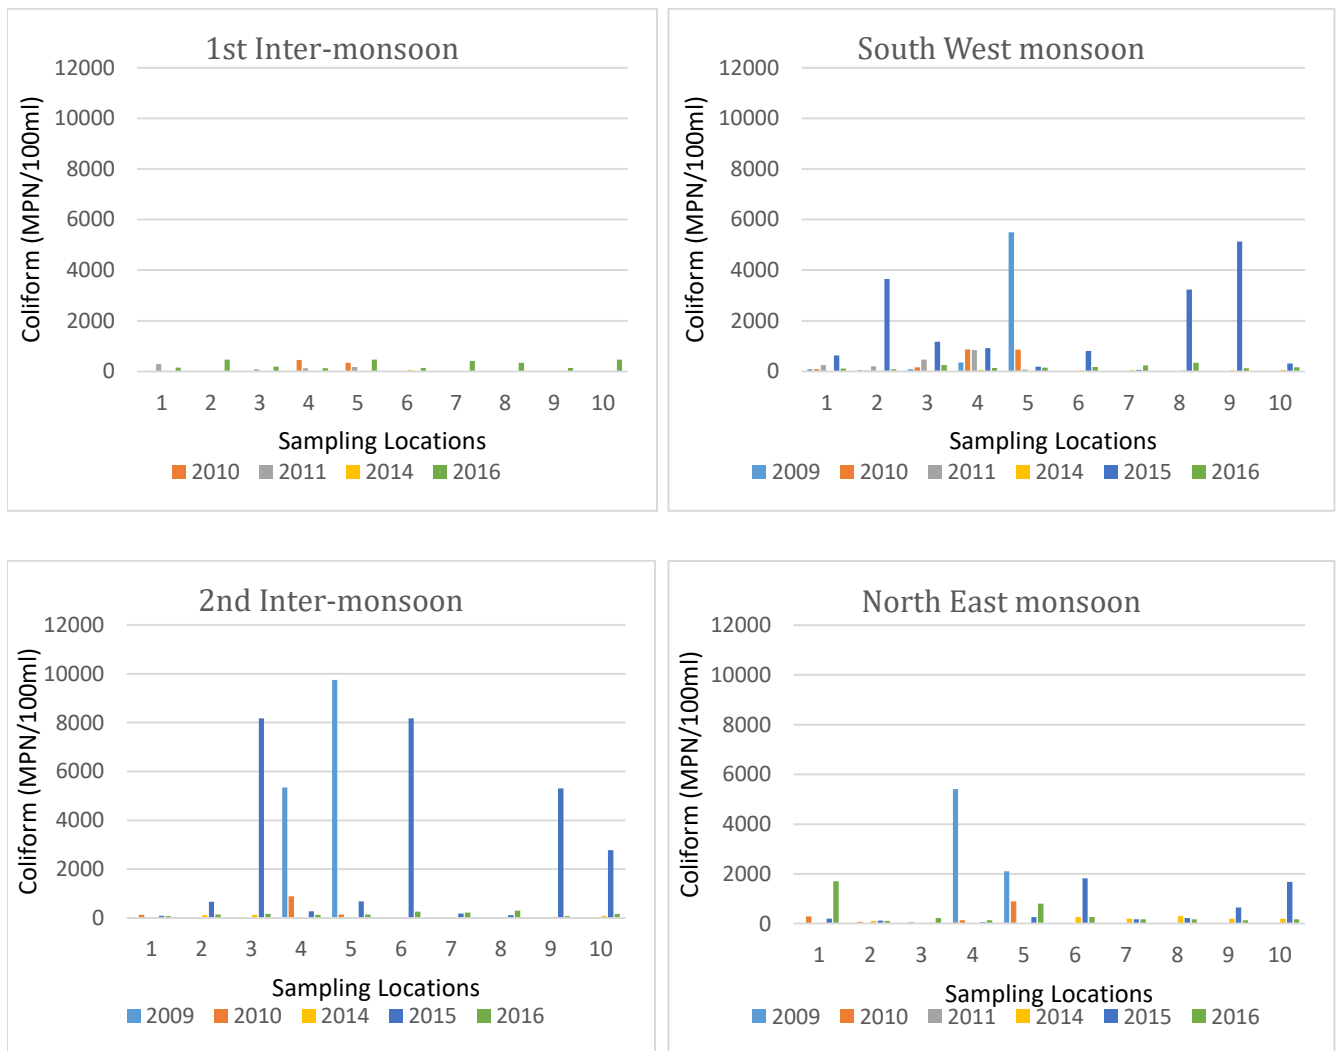 1st Inter-monsoon
12000
10000
8000
6000
4000
2000
0
Coliform (MPN/100ml)
1 2 3 4 5 6 7 8 9 10
Sampling Locations
2010 2011 2014 2016
South West monsoon
12000
10000
8000
6000
4000
2000
0
Coliform (MPN/100ml)
1 2 3 4 5 6 7 8 9 10
Sampling Locations
2009 2010 2011 2014 2015 2016
2nd Inter-monsoon
12000
10000
8000
6000
4000
2000
0
Coliform (MPN/100ml)
1 2 3 4 5 6 7 8 9 10
Sampling Locations
2009 2010 2014 2015 2016
North East monsoon
12000
10000
8000
6000
4000
2000
0
Coliform (MPN/100ml)
1 2 3 4 5 6 7 8 9 10
Sampling Locations
2009 2010 2011 2014 2015 2016